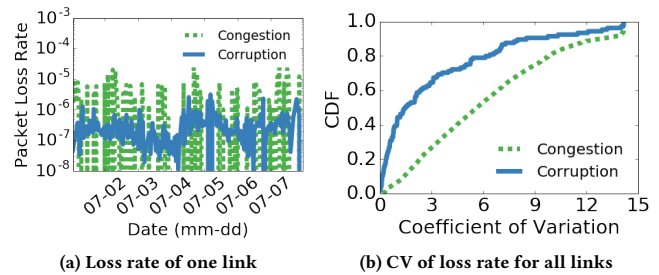 10⁻³
10⁻⁴
10⁻⁵
10⁻⁶
10⁻⁷
10⁻⁸
Packet Loss Rate
Congestion
Corruption
07-02
07-03
07-04
07-05
07-06
07-07
Date (mm-dd)
(a) Loss rate of one link
1.0
0.8
0.6
0.4
0.2
0.0
CDF
Congestion
Corruption
0 3 6 9 12 15
Coefficient of Variation
(b) CV of loss rate for all links